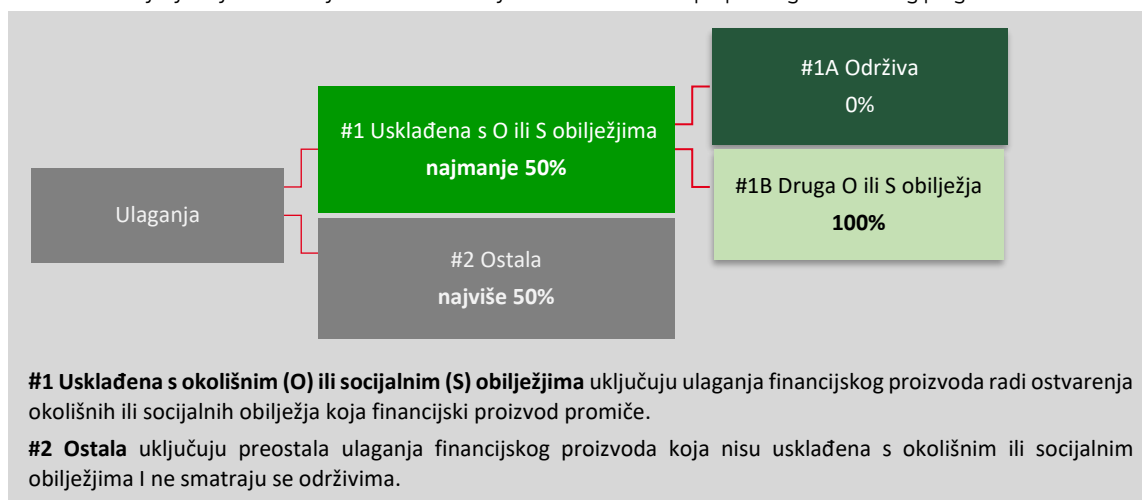 #1A Održiva
0%
#1 Usklađena s O ili S obilježjima
najmanje 50%
#1B Druga O ili S obilježja
100%
Ulaganja
#2 Ostala
najviše 50%
#1 Usklađena s okolišnim (O) ili socijalnim (S) obilježjima uključuju ulaganja financijskog proizvoda radi ostvarenja
okolišnih ili socijalnih obilježja koja financijski proizvod promiče.
#2 Ostala uključuju preostala ulaganja financijskog proizvoda koja nisu usklađena s okolišnim ili socijalnim
obilježjima I ne smatraju se održivima.